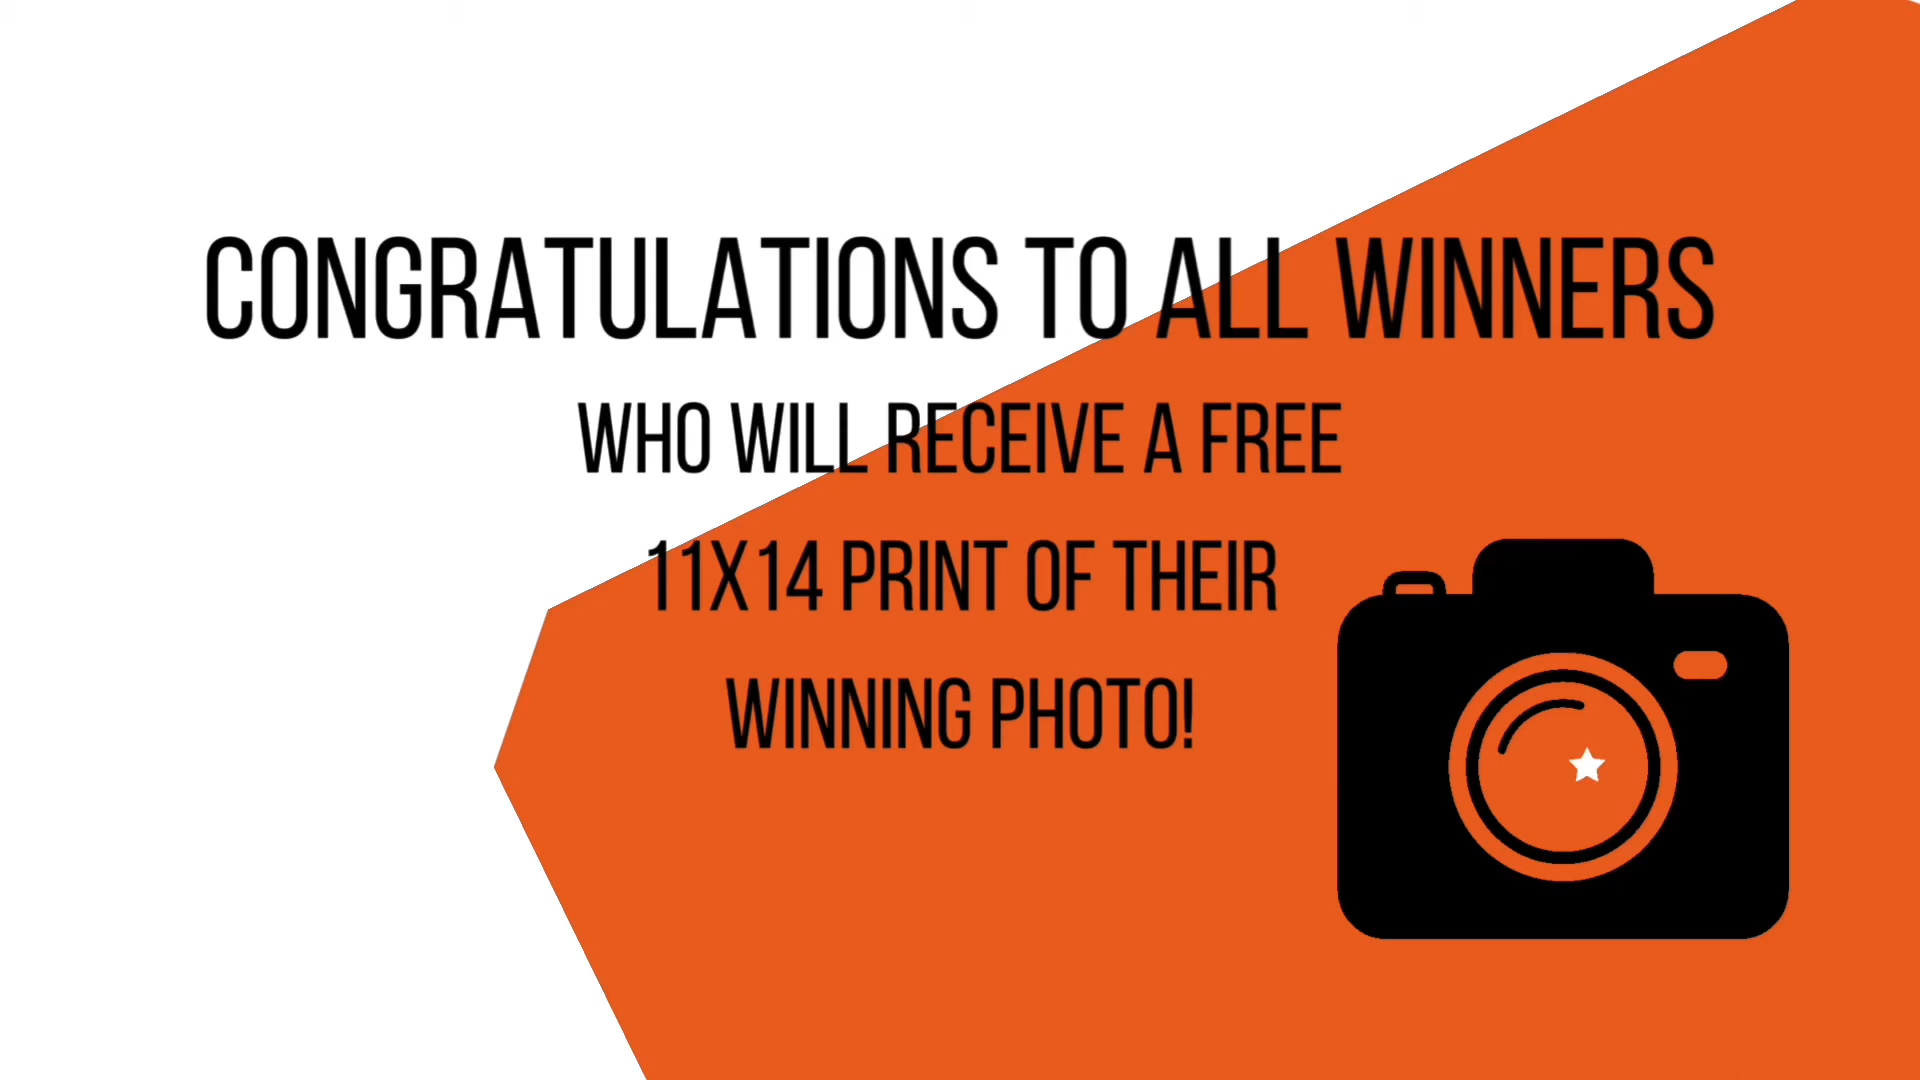 CONGRATULATIONS TO ALL WINNERS
WHO WILL RECEIVE A FREE
11X14 PRINT OF THEIR
WINNING PHOTO!